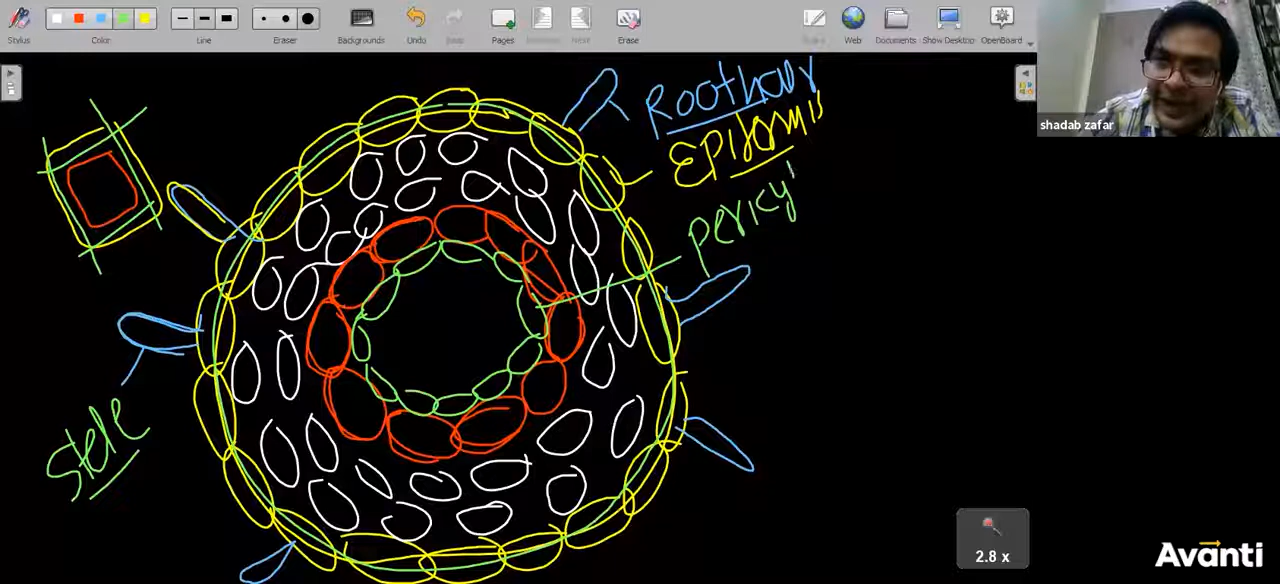 Stylus
Color
Line
Eraser
Backgrounds
Undo
Pages
Erase
Web
Documents
Show Desktop
OpenBoard
shadab zafar
Roothair
Epidermis
Pericy
Stele
2.8 x
Avanti